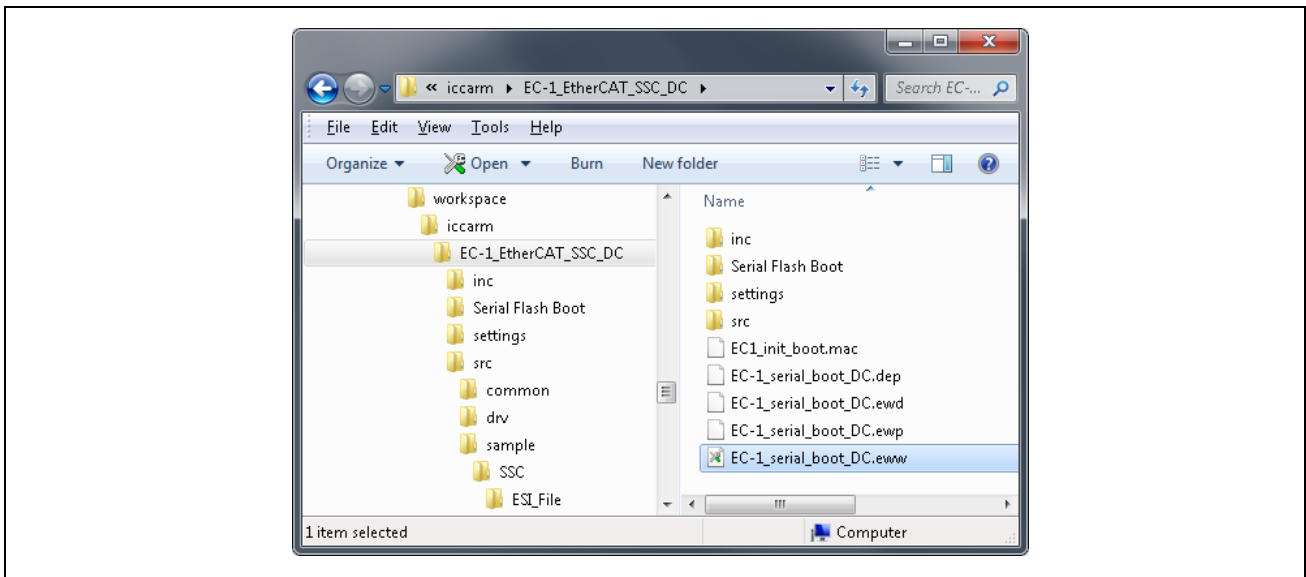 « iccarm ▸ EC-1_EtherCAT_SSC_DC ▸ Search EC-...
File Edit View Tools Help
Organize ▾ Open ▾ Burn New folder
workspace
iccarm
EC-1_EtherCAT_SSC_DC
inc
Serial Flash Boot
settings
src
common
drv
sample
SSC
ESI_File
Name
inc
Serial Flash Boot
settings
src
EC1_init_boot.mac
EC-1_serial_boot_DC.dep
EC-1_serial_boot_DC.ewd
EC-1_serial_boot_DC.ewp
EC-1_serial_boot_DC.eww
1 item selected Computer